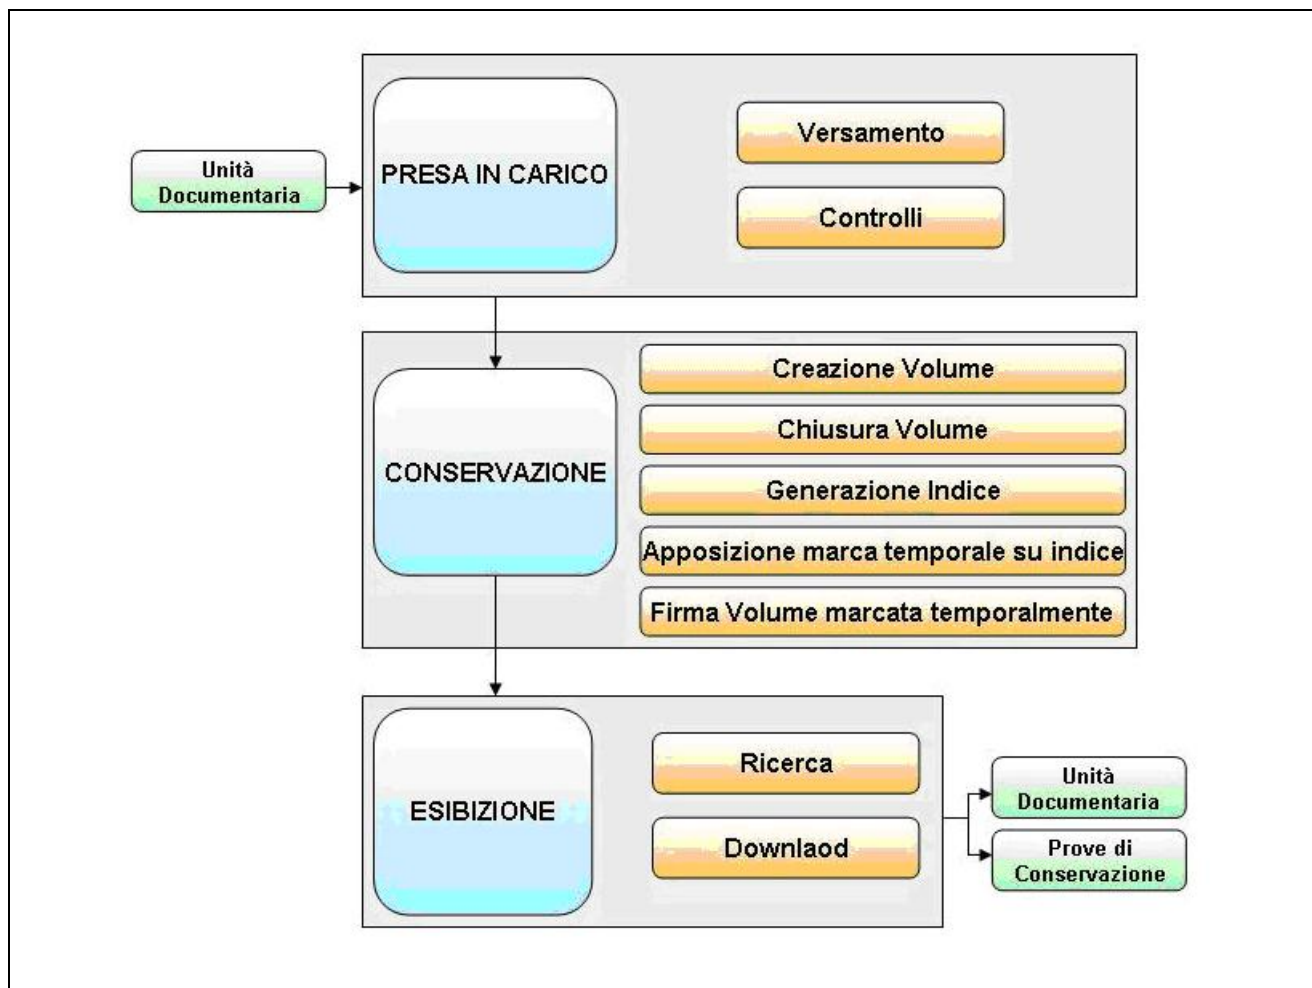 Unità
Documentaria
PRESA IN CARICO
Versamento
Controlli
CONSERVAZIONE
Creazione Volume
Chiusura Volume
Generazione Indice
Apposizione marca temporale su indice
Firma Volume marcata temporalmente
ESIBIZIONE
Ricerca
Downlaod
Unità
Documentaria
Prove di
Conservazione